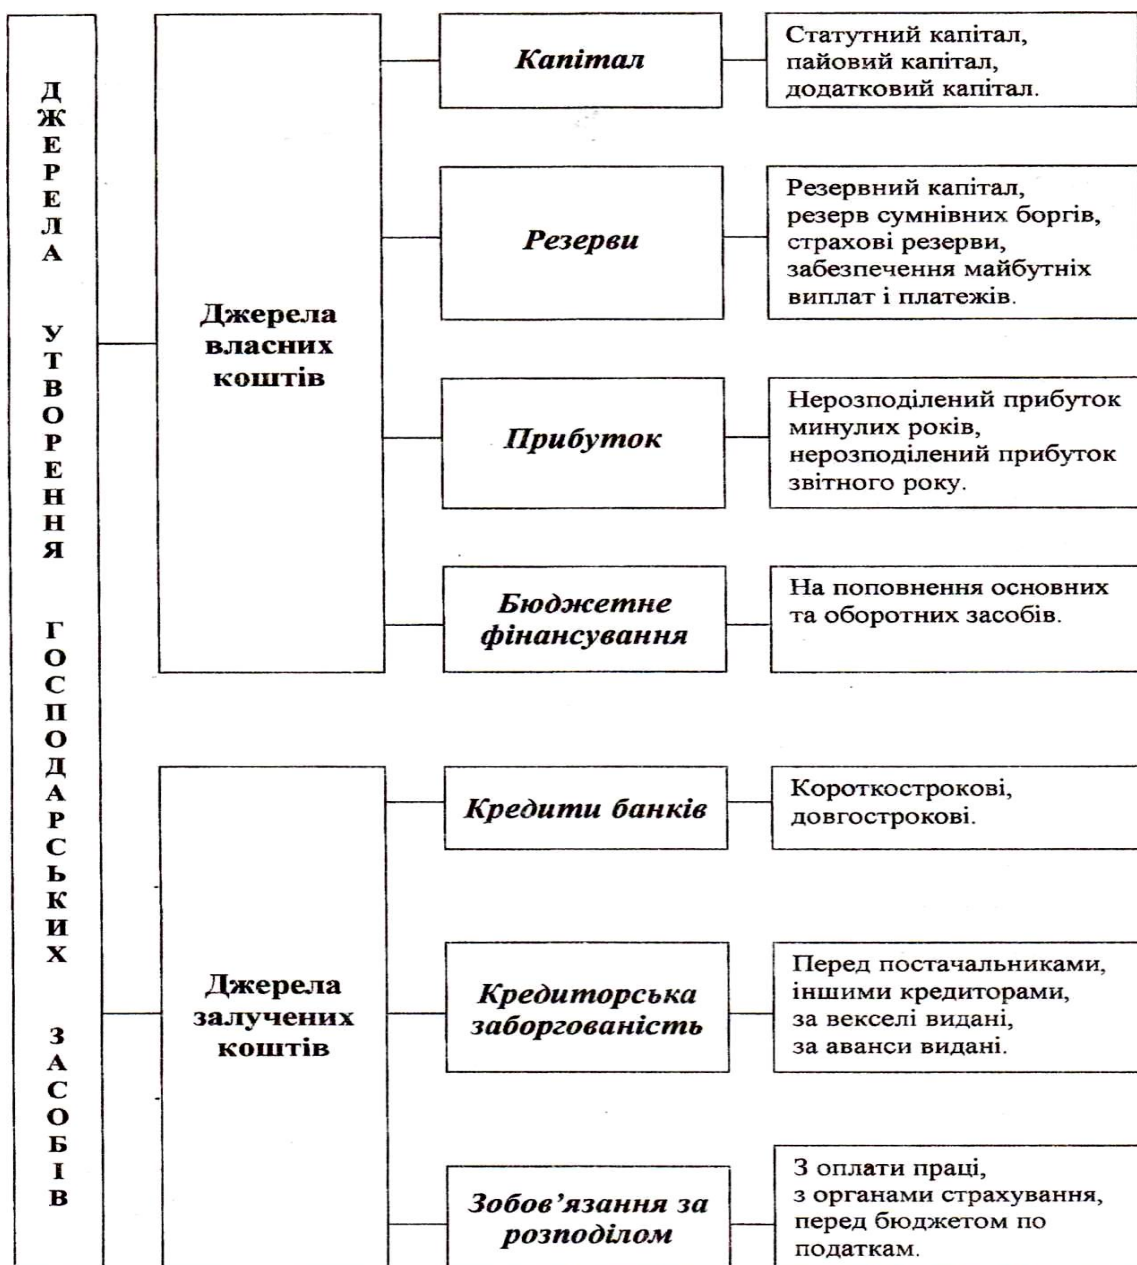 ДЖЕРЕЛА УТВОРЕННЯ ГОСПОДАРСЬКИХ ЗАСОБІВ
Джерела
власних
коштів
Капітал
Статутний капітал,
пайовий капітал,
додатковий капітал.
Резерви
Резервний капітал,
резерв сумнівних боргів,
страхові резерви,
забезпечення майбутніх
виплат і платежів.
Прибуток
Нерозподілений прибуток
минулих років,
нерозподілений прибуток
звітного року.
Бюджетне
фінансування
На поповнення основних
та оборотних засобів.
Джерела
залучених
коштів
Кредити банків
Короткострокові,
довгострокові.
Кредиторська
заборгованість
Перед постачальниками,
іншими кредиторами,
за векселі видані,
за аванси видані.
Зобов’язання за
розподілом
З оплати праці,
з органами страхування,
перед бюджетом по
податкам.